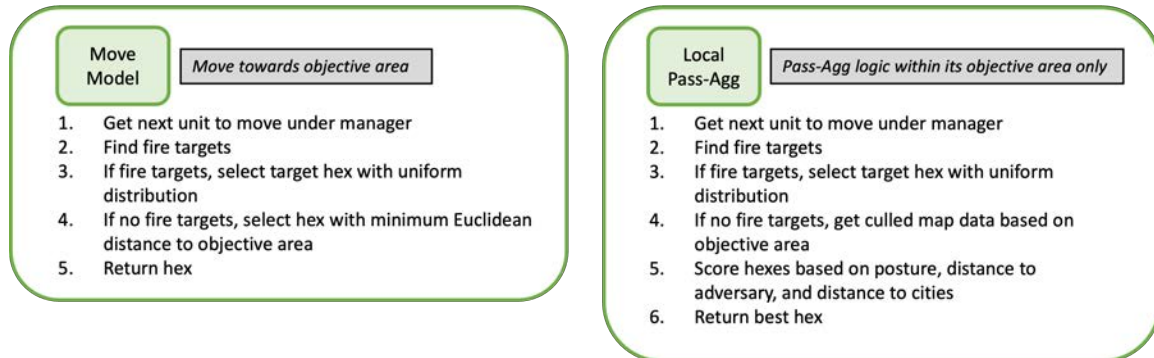 Move
Model
Move towards objective area
1. Get next unit to move under manager
2. Find fire targets
3. If fire targets, select target hex with uniform
distribution
4. If no fire targets, select hex with minimum Euclidean
distance to objective area
5. Return hex
Local
Pass-Agg
Pass-Agg logic within its objective area only
1. Get next unit to move under manager
2. Find fire targets
3. If fire targets, select target hex with uniform
distribution
4. If no fire targets, get culled map data based on
objective area
5. Score hexes based on posture, distance to
adversary, and distance to cities
6. Return best hex